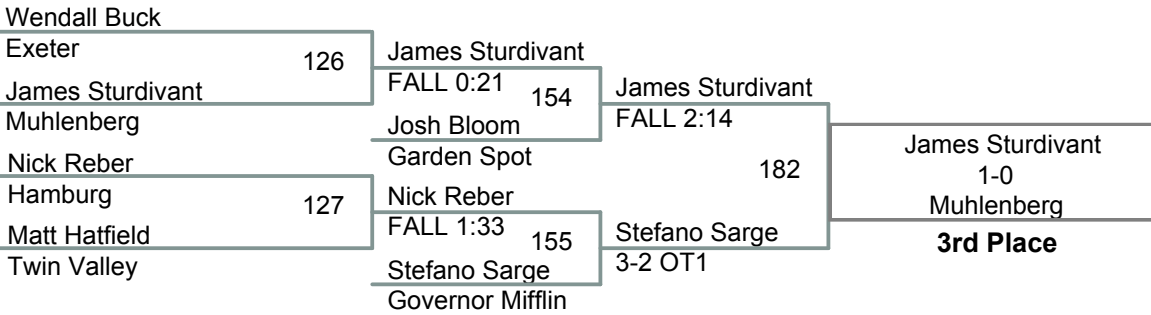 Wendall Buck
Exeter
126
James Sturdivant
Muhlenberg
Nick Reber
Hamburg
127
Matt Hatfield
Twin Valley
James Sturdivant
FALL 0:21
154
Josh Bloom
Garden Spot
Nick Reber
FALL 1:33
155
Stefano Sarge
Governor Mifflin
James Sturdivant
FALL 2:14
182
Stefano Sarge
3-2 OT1
James Sturdivant
1-0
Muhlenberg
3rd Place